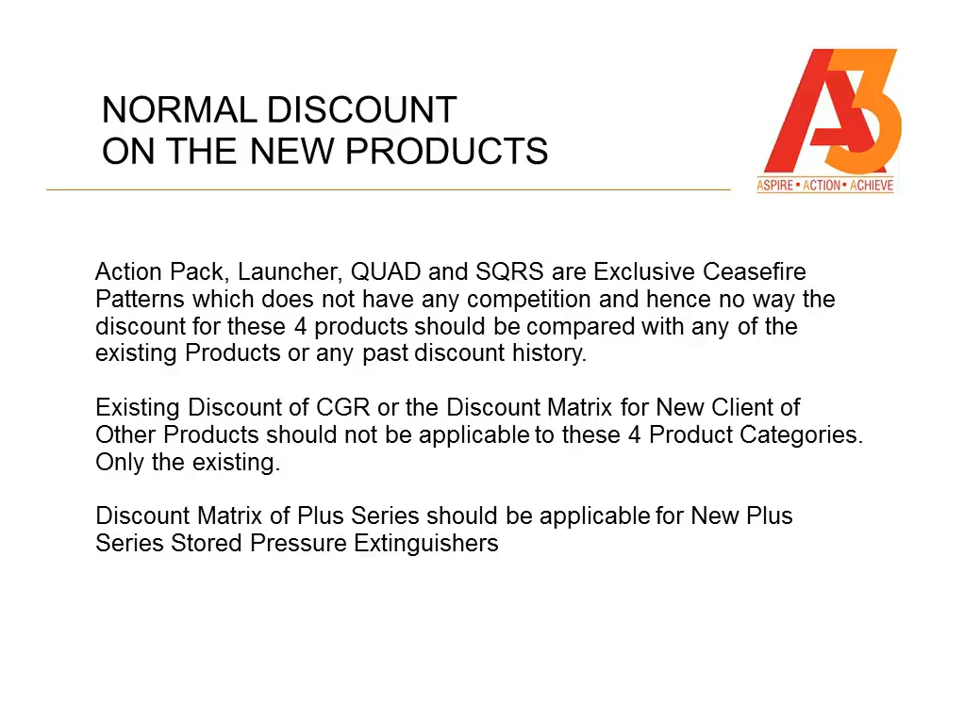 NORMAL DISCOUNT
ON THE NEW PRODUCTS
A3
ASPIRE • ACTION • ACHIEVE
Action Pack, Launcher, QUAD and SQRS are Exclusive Ceasefire
Patterns which does not have any competition and hence no way the
discount for these 4 products should be compared with any of the
existing Products or any past discount history.
Existing Discount of CGR or the Discount Matrix for New Client of
Other Products should not be applicable to these 4 Product Categories.
Only the existing.
Discount Matrix of Plus Series should be applicable for New Plus
Series Stored Pressure Extinguishers